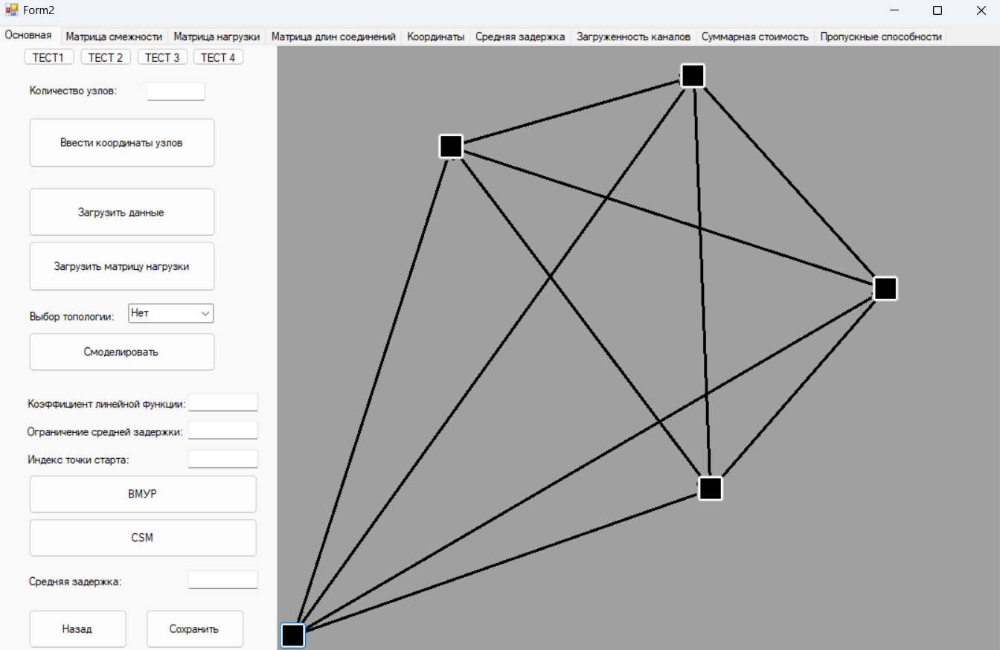 Form2
Основная Матрица смежности Матрица нагрузки Матрица длин соединений Координаты Средняя задержка Загруженность каналов Суммарная стоимость Пропускные способности
ТЕСТ1 ТЕСТ 2 ТЕСТ 3 ТЕСТ 4
Количество узлов:
Ввести координаты узлов
Загрузить данные
Загрузить матрицу нагрузки
Выбор топологии: Нет
Смоделировать
Коэффициент линейной функции:
Ограничение средней задержки:
Индекс точки старта:
ВМУР
CSM
Средняя задержка:
Назад Сохранить